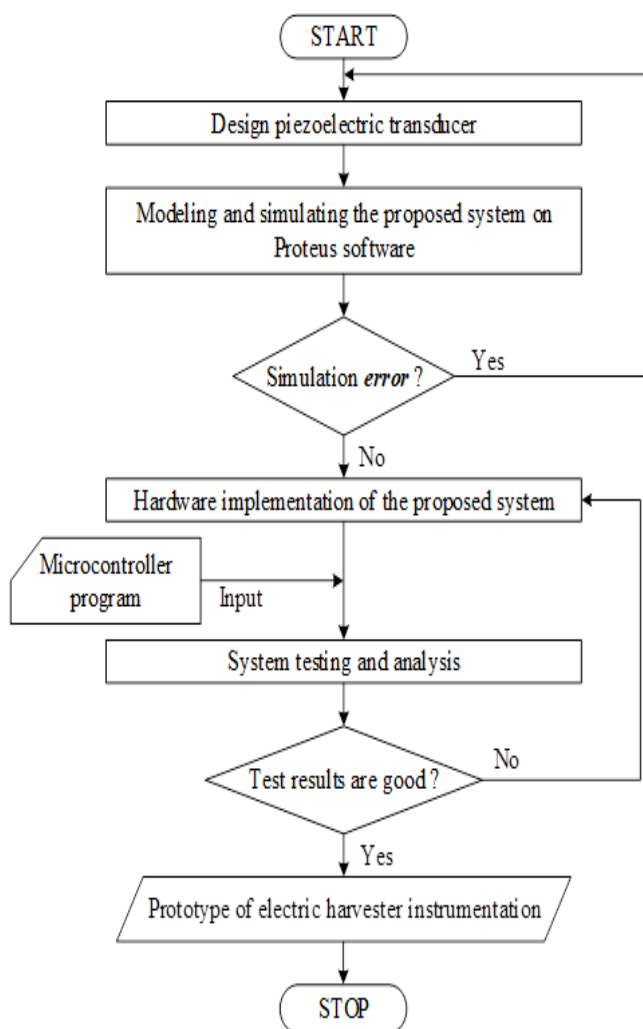 START
Design piezoelectric transducer
Modeling and simulating the proposed system on
Proteus software
Simulation error ?
Yes
No
Hardware implementation of the proposed system
Microcontroller
program
Input
System testing and analysis
Test results are good ?
No
Yes
Prototype of electric harvester instrumentation
STOP